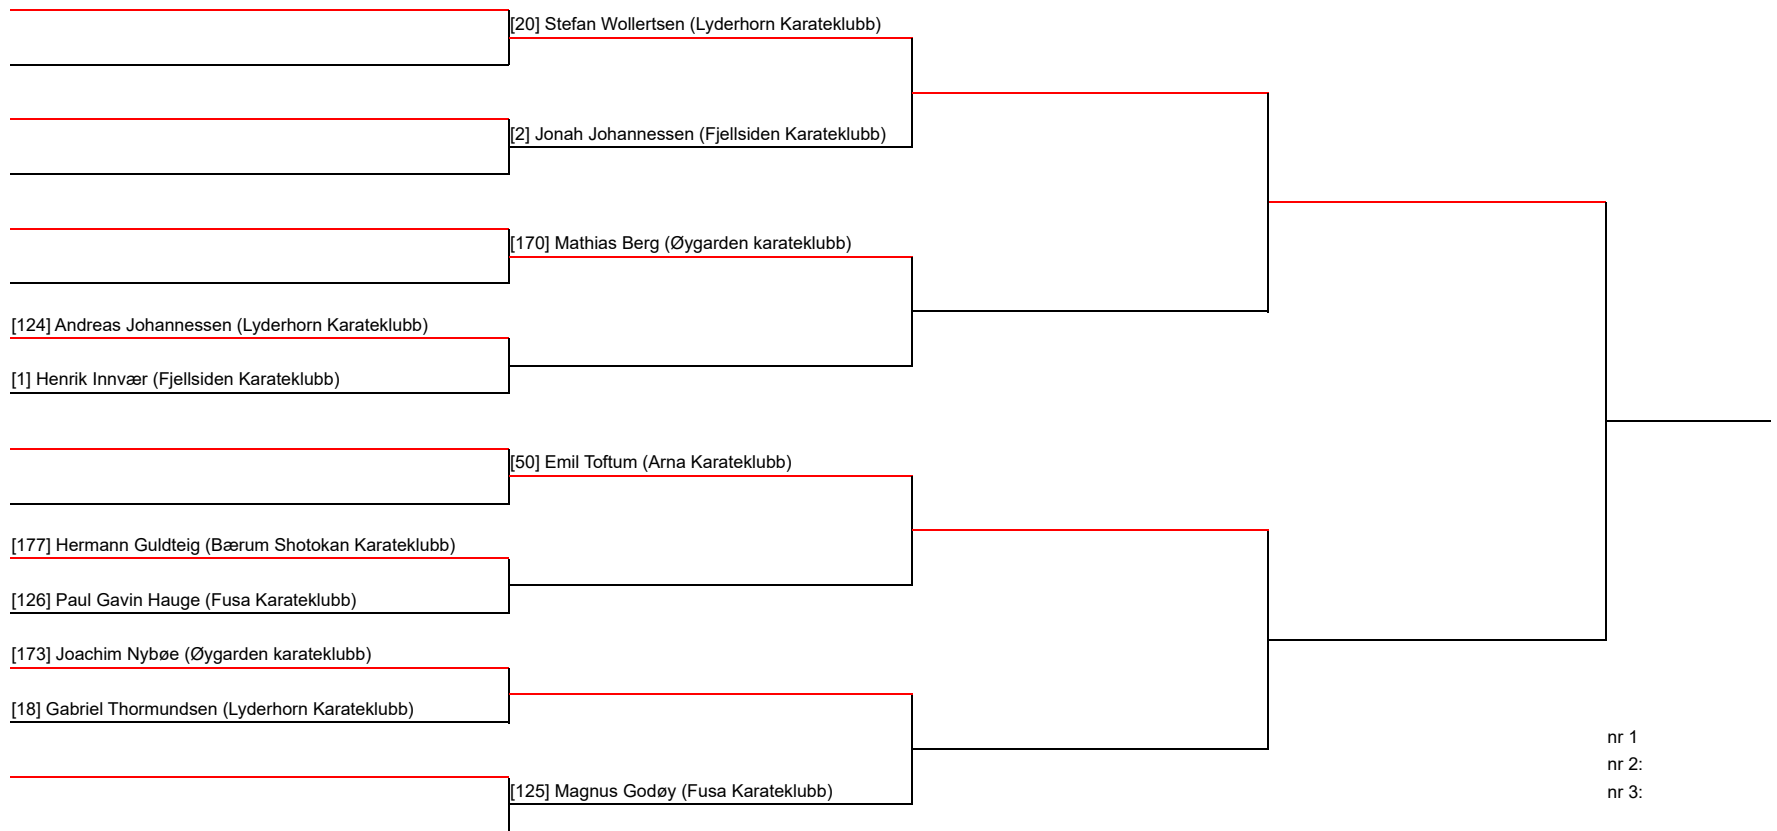 [20] Stefan Wollertsen (Lyderhorn Karateklubb)
[2] Jonah Johannessen (Fjellsiden Karateklubb)
[170] Mathias Berg (Øygarden karateklubb)
[124] Andreas Johannessen (Lyderhorn Karateklubb)
[1] Henrik Innvær (Fjellsiden Karateklubb)
[50] Emil Toftum (Arna Karateklubb)
[177] Hermann Guldteig (Bærum Shotokan Karateklubb)
[126] Paul Gavin Hauge (Fusa Karateklubb)
[173] Joachim Nybøe (Øygarden karateklubb)
[18] Gabriel Thormundsen (Lyderhorn Karateklubb)
[125] Magnus Godøy (Fusa Karateklubb)
nr 1
nr 2:
nr 3: